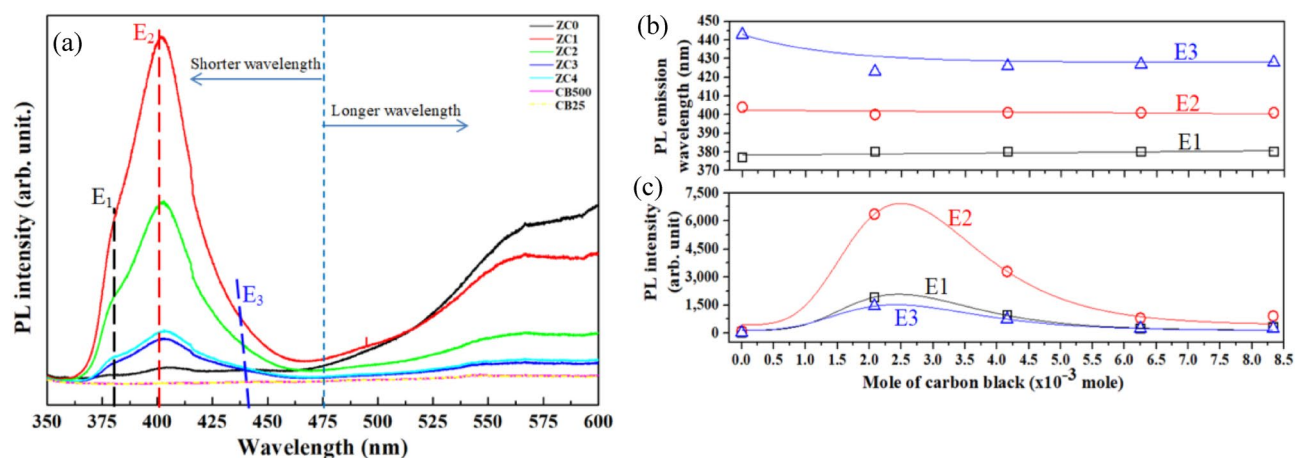 (a)
E1
E2
E3
Shorter wavelength
Longer wavelength
ZC0
ZC1
ZC2
ZC3
ZC4
CB500
CB25
PL intensity (arb. unit.)
350 375 400 425 450 475 500 525 550 575 600
Wavelength (nm)
(b)
PL emission
wavelength (nm)
450
440
430
420
410
400
390
380
370
E3
E2
E1
(c)
PL intensity
(arb. unit)
7,500
6,000
4,500
3,000
1,500
0
E2
E1
E3
0.0 0.5 1.0 1.5 2.0 2.5 3.0 3.5 4.0 4.5 5.0 5.5 6.0 6.5 7.0 7.5 8.0 8.5
Mole of carbon black (x10-3 mole)